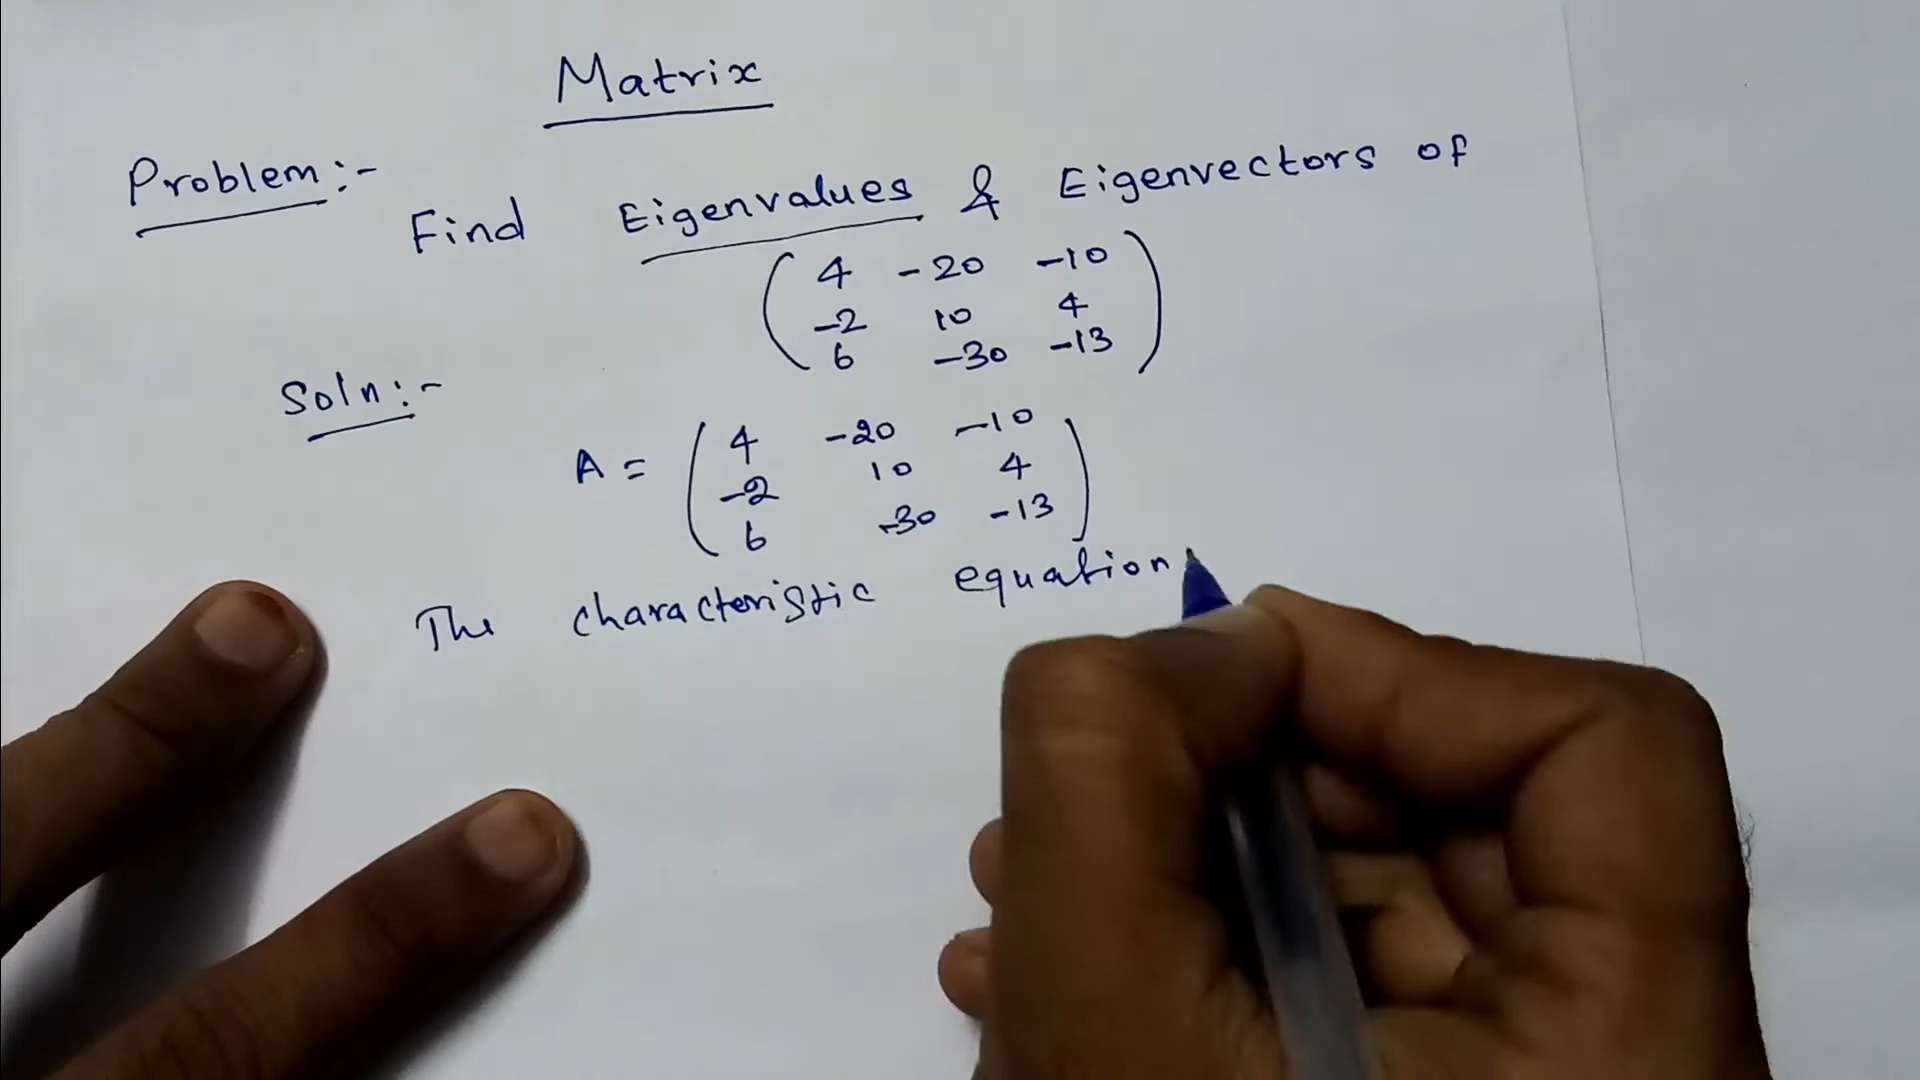 Matrix
Problem:-
Find Eigenvalues & Eigenvectors of
( 4 -20 -10
-2 10 4
6 -30 -13 )
Soln:-
A = ( 4 -20 -10
-2 10 4
6 -30 -13 )
The characteristic equation